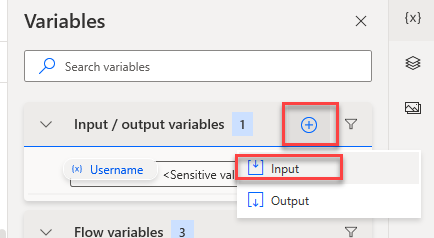 Variables
{x}
Search variables
Input / output variables 1
(x) Username
<Sensitive val
Input
Output
Flow variables 3